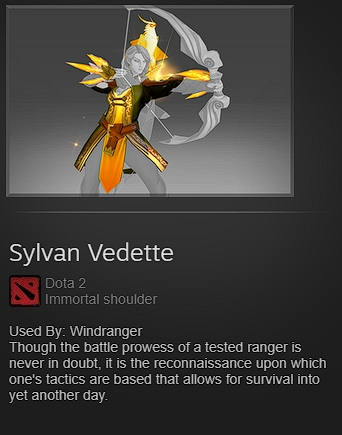 Sylvan Vedette
Dota 2
Immortal shoulder
Used By: Windranger
Though the battle prowess of a tested ranger is
never in doubt, it is the reconnaissance upon which
one's tactics are based that allows for survival into
yet another day.